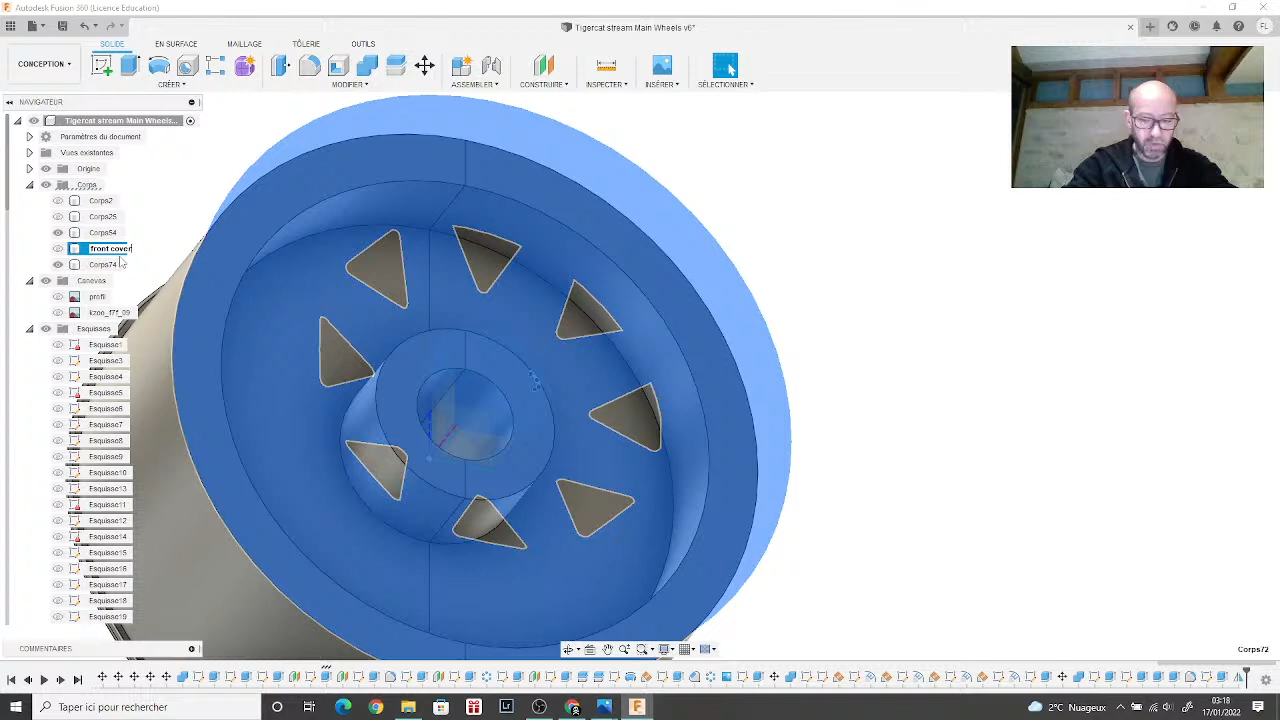 Autodesk Fusion 360 (Licence Education)
Tigercat stream Main Wheels v6*
SOLIDE
EN SURFACE
MAILLAGE
TÔLERIE
OUTILS
CONCEPTION
CRÉER
MODIFIER
ASSEMBLER
CONSTRUIRE
INSPECTER
INSÉRER
SÉLECTIONNER
NAVIGATEUR
Tigercat stream Main Wheels...
Paramètres du document
Vues existantes
Origine
Corps
Corps2
Corps25
Corps54
front cover
Corps74
Canevas
profil
kzoo_f7f_09
Esquisses
Esquisse1
Esquisse3
Esquisse4
Esquisse5
Esquisse6
Esquisse7
Esquisse8
Esquisse9
Esquisse10
Esquisse13
Esquisse11
Esquisse12
Esquisse14
Esquisse15
Esquisse16
Esquisse17
Esquisse18
Esquisse19
COMMENTAIRES
Corps72
Taper ici pour rechercher
2°C Nuageux
03:18
17/01/2022